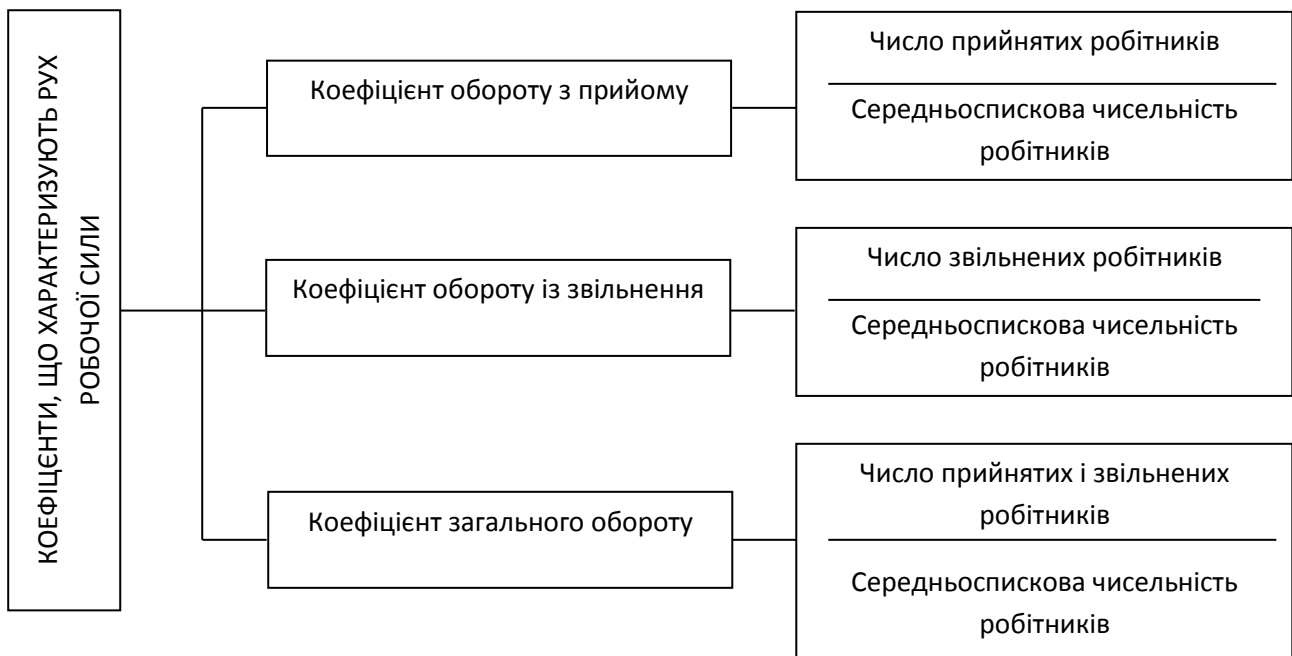 КОЕФІЦІЄНТИ, ЩО ХАРАКТЕРИЗУЮТЬ РУХ
РОБОЧОЇ СИЛИ
Коефіцієнт обороту з прийому
Число прийнятих робітників
Середньоспискова чисельність
робітників
Коефіцієнт обороту із звільнення
Число звільнених робітників
Середньоспискова чисельність
робітників
Коефіцієнт загального обороту
Число прийнятих і звільнених
робітників
Середньоспискова чисельність
робітників